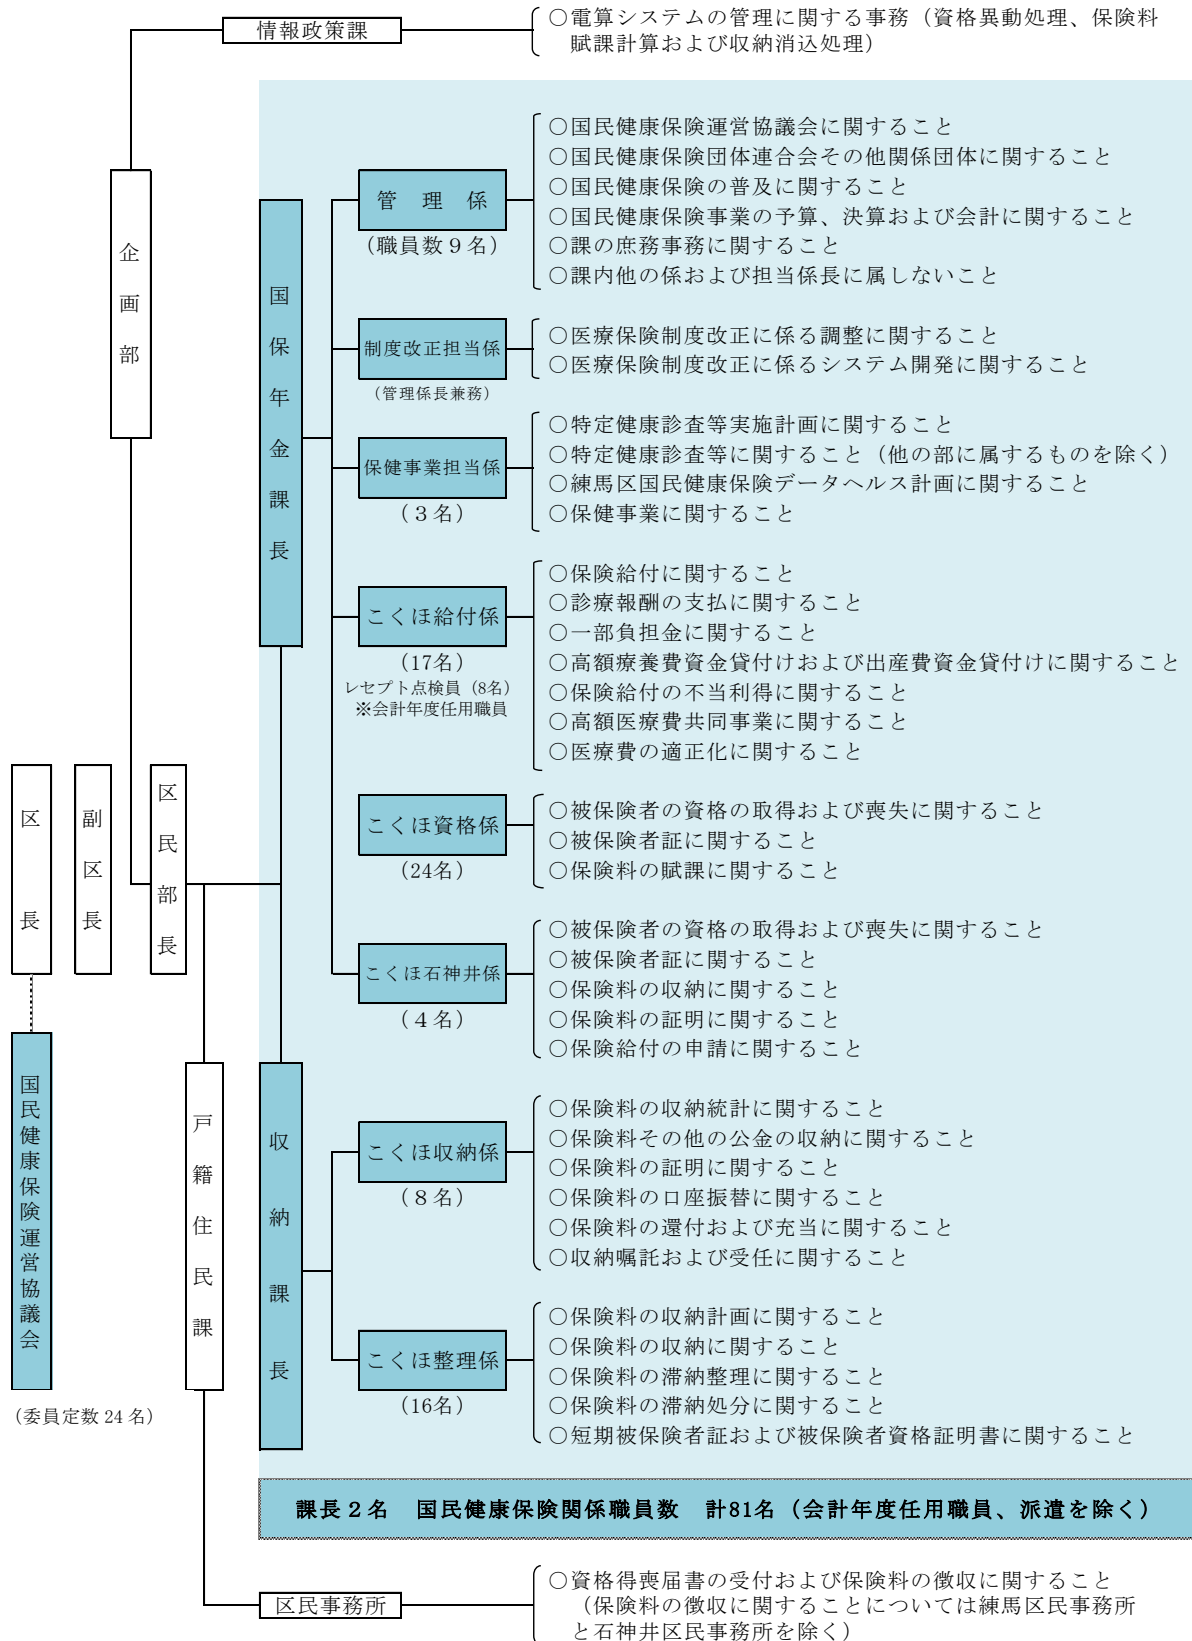 情報政策課
○電算システムの管理に関する事務（資格異動処理、保険料
賦課計算および収納消込処理）
企画部
国保年金課長
管　理　係
（職員数９名）
○国民健康保険運営協議会に関すること
○国民健康保険団体連合会その他関係団体に関すること
○国民健康保険の普及に関すること
○国民健康保険事業の予算、決算および会計に関すること
○課の庶務事務に関すること
○課内他の係および担当係長に属しないこと
制度改正担当係
（管理係長兼務）
○医療保険制度改正に係る調整に関すること
○医療保険制度改正に係るシステム開発に関すること
保健事業担当係
（３名）
○特定健康診査等実施計画に関すること
○特定健康診査等に関すること（他の部に属するものを除く）
○練馬区国民健康保険データヘルス計画に関すること
○保健事業に関すること
こくほ給付係
（17名）
レセプト点検員（8名）
※会計年度任用職員
○保険給付に関すること
○診療報酬の支払に関すること
○一部負担金に関すること
○高額療養費資金貸付けおよび出産費資金貸付けに関すること
○保険給付の不当利得に関すること
○高額医療費共同事業に関すること
○医療費の適正化に関すること
区　長
副区長
区民部長
こくほ資格係
（24名）
○被保険者の資格の取得および喪失に関すること
○被保険者証に関すること
○保険料の賦課に関すること
こくほ石神井係
（４名）
○被保険者の資格の取得および喪失に関すること
○被保険者証に関すること
○保険料の収納に関すること
○保険料の証明に関すること
○保険給付の申請に関すること
国民健康保険運営協議会
（委員定数 24 名）
戸籍住民課
収納課長
こくほ収納係
（８名）
○保険料の収納統計に関すること
○保険料その他の公金の収納に関すること
○保険料の証明に関すること
○保険料の口座振替に関すること
○保険料の還付および充当に関すること
○収納嘱託および受任に関すること
こくほ整理係
（16名）
○保険料の収納計画に関すること
○保険料の収納に関すること
○保険料の滞納整理に関すること
○保険料の滞納処分に関すること
○短期被保険者証および被保険者資格証明書に関すること
課長２名　国民健康保険関係職員数　計81名（会計年度任用職員、派遣を除く）
区民事務所
○資格得喪届書の受付および保険料の徴収に関すること
（保険料の徴収に関することについては練馬区民事務所
と石神井区民事務所を除く）